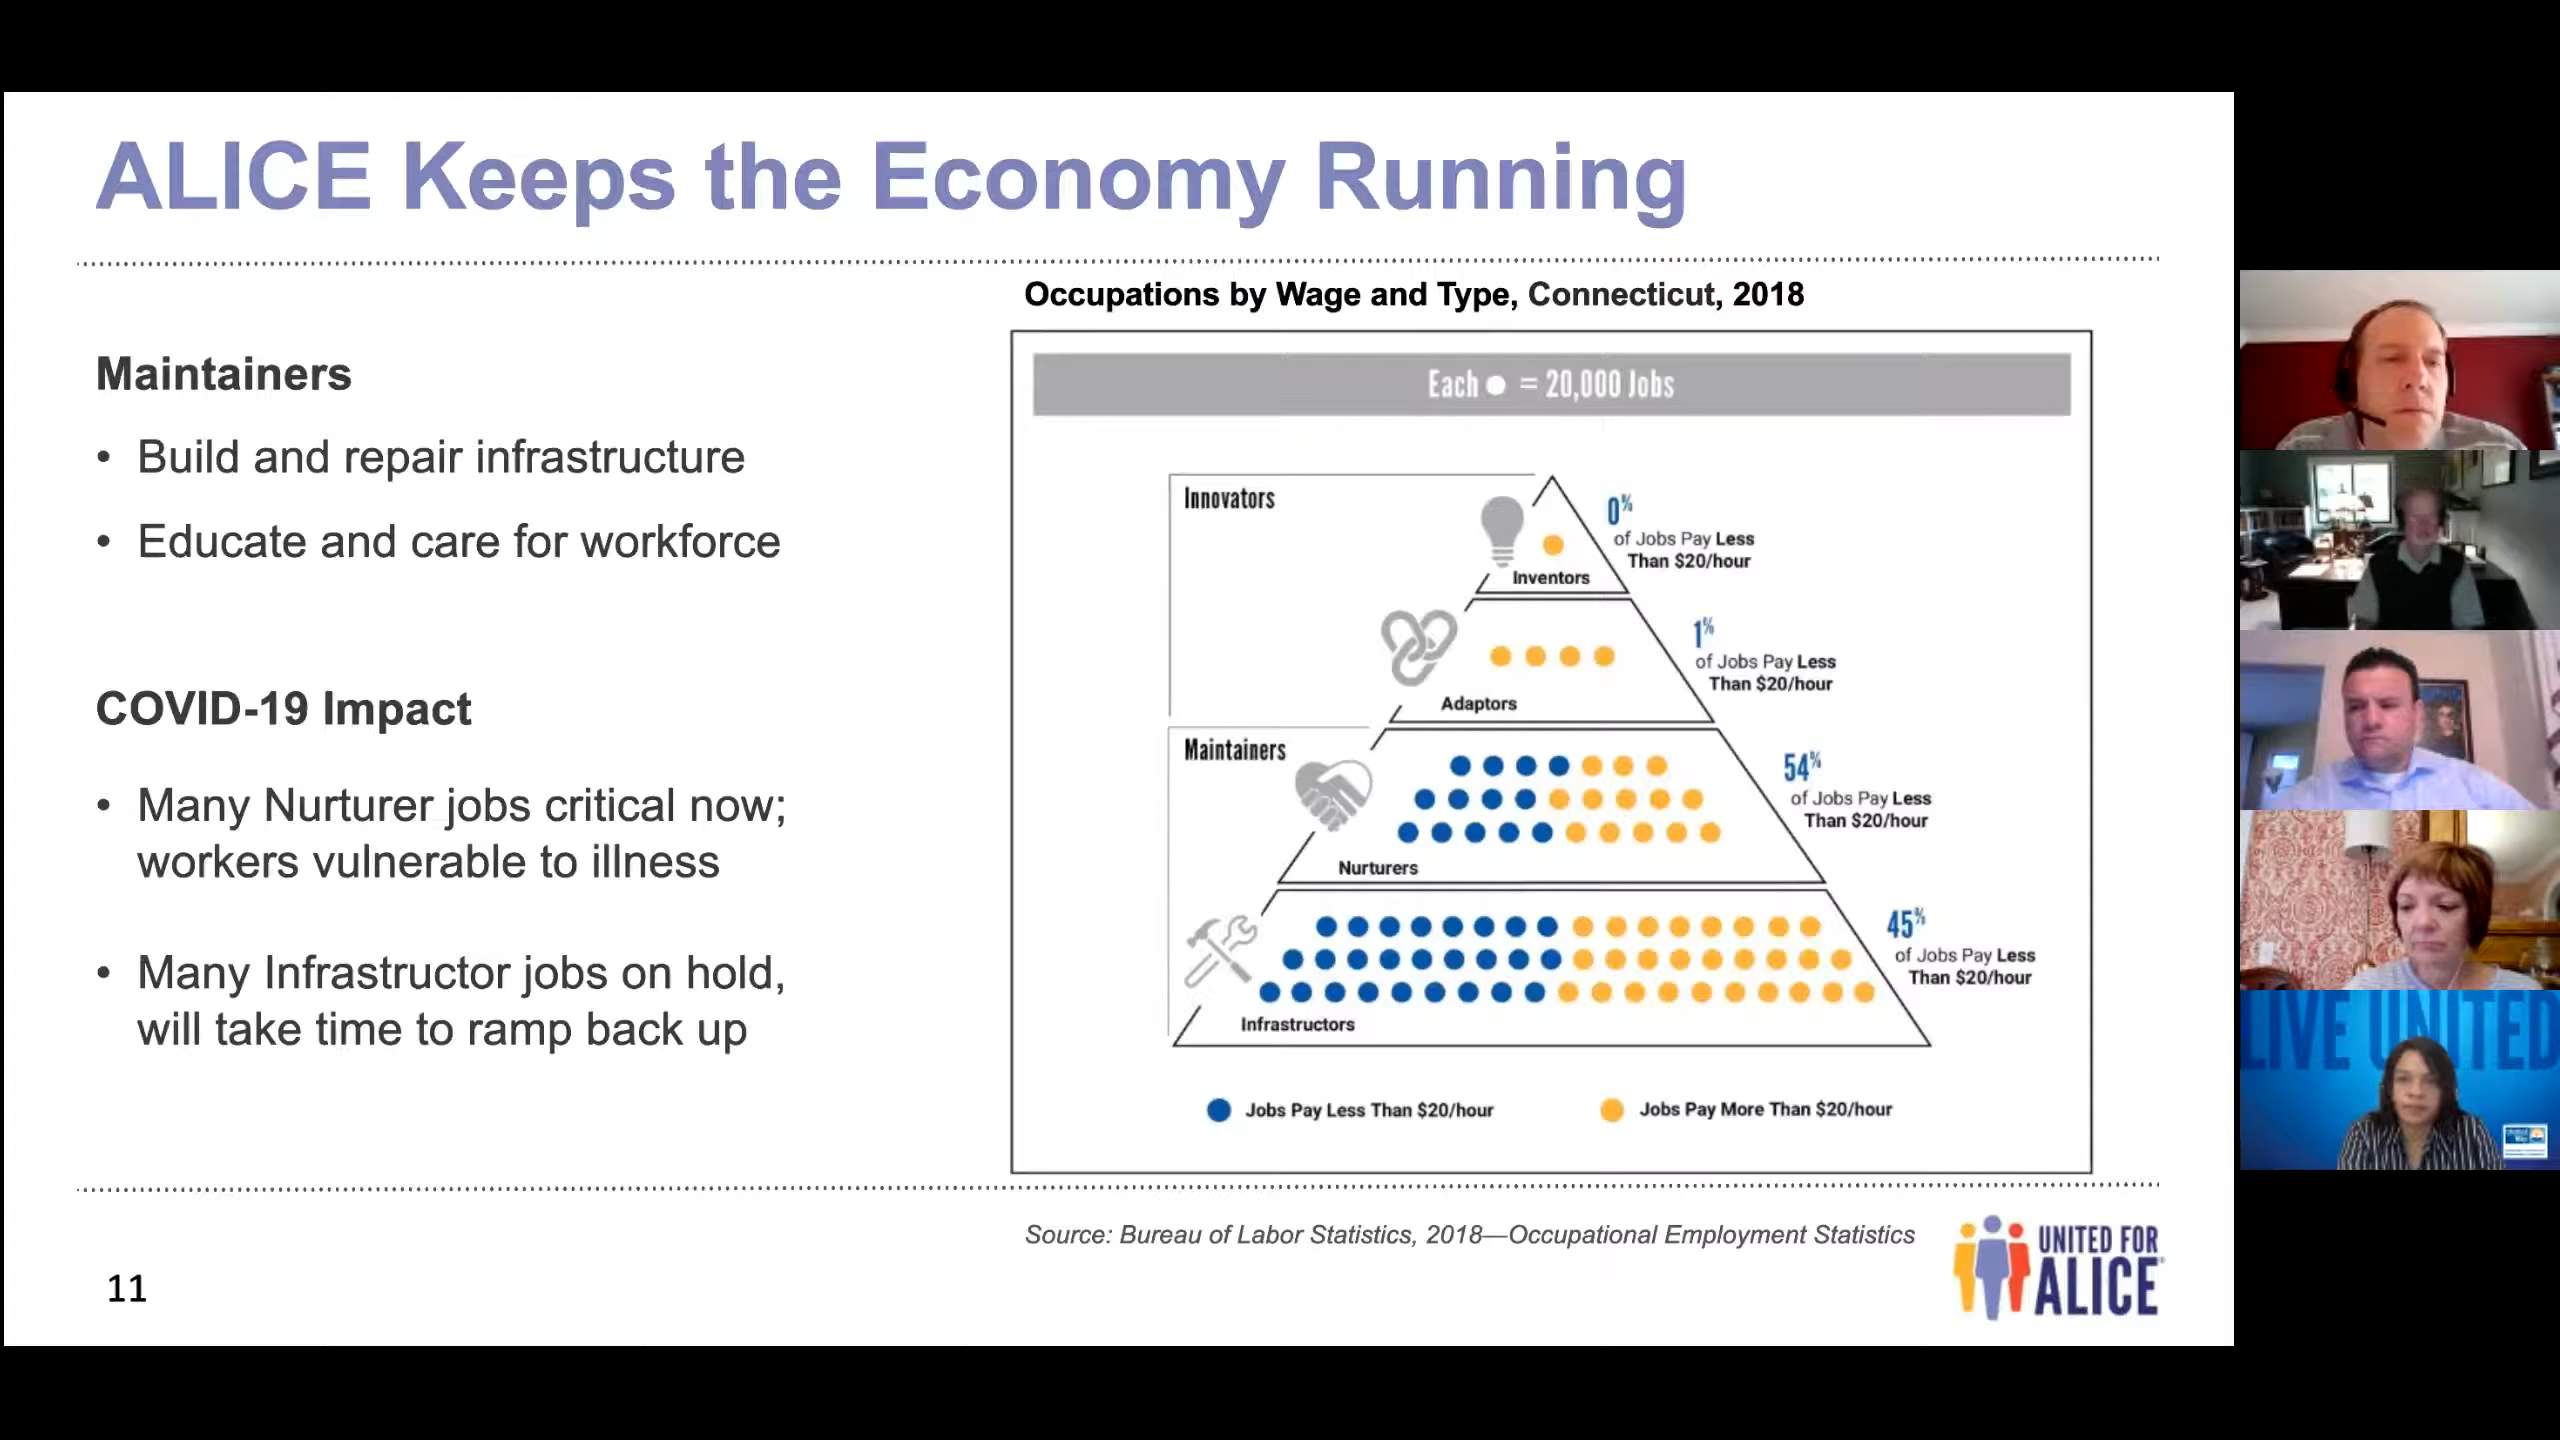 ALICE Keeps the Economy Running
Occupations by Wage and Type, Connecticut, 2018
Maintainers
• Build and repair infrastructure
• Educate and care for workforce
COVID-19 Impact
• Many Nurturer jobs critical now;
workers vulnerable to illness
• Many Infrastructor jobs on hold,
will take time to ramp back up
Each ● = 20,000 Jobs
Innovators
0%
of Jobs Pay Less
Than $20/hour
Inventors
1%
of Jobs Pay Less
Than $20/hour
Adaptors
Maintainers
54%
of Jobs Pay Less
Than $20/hour
Nurturers
45%
of Jobs Pay Less
Than $20/hour
Infrastructors
Jobs Pay Less Than $20/hour
Jobs Pay More Than $20/hour
Source: Bureau of Labor Statistics, 2018—Occupational Employment Statistics
UNITED FOR
ALICE
11
LIVE UNITED